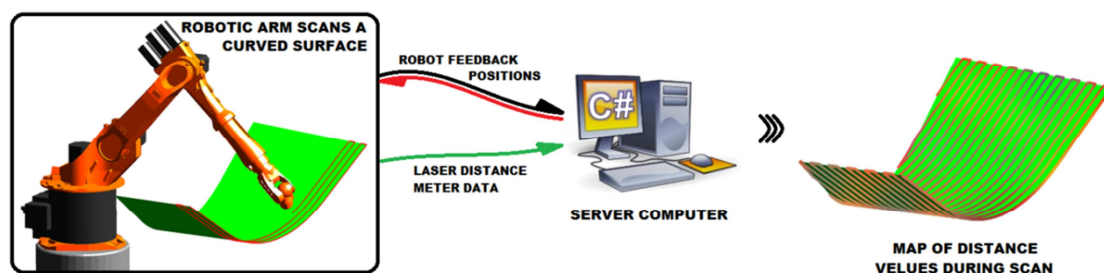 ROBOTIC ARM SCANS A
CURVED SURFACE
ROBOT FEEDBACK
POSITIONS
C#
LASER DISTANCE
METER DATA
SERVER COMPUTER
MAP OF DISTANCE
VELUES DURING SCAN